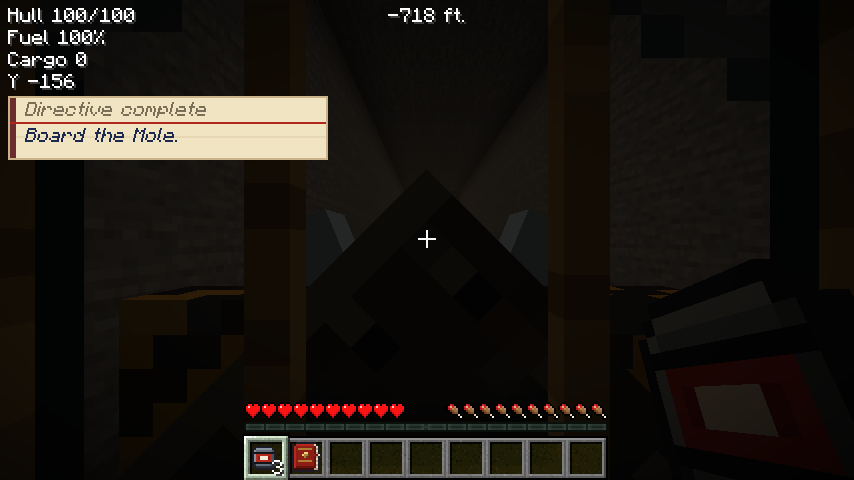 Hull 100/100
-718 ft.
Fuel 100%
Cargo 0
Y -156
Directive complete
Board the Mole.
3